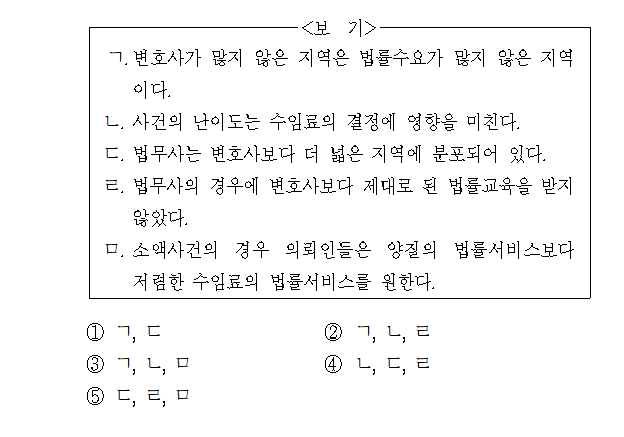 <보 기>
ㄱ. 변호사가 많지 않은 지역은 법률수요가 많지 않은 지역
이다.
ㄴ. 사건의 난이도는 수임료의 결정에 영향을 미친다.
ㄷ. 법무사는 변호사보다 더 넓은 지역에 분포되어 있다.
ㄹ. 법무사의 경우에 변호사보다 제대로 된 법률교육을 받지
않았다.
ㅁ. 소액사건의 경우 의뢰인들은 양질의 법률서비스보다
저렴한 수임료의 법률서비스를 원한다.
① ㄱ, ㄷ ② ㄱ, ㄴ, ㄹ
③ ㄱ, ㄴ, ㅁ ④ ㄴ, ㄷ, ㄹ
⑤ ㄷ, ㄹ, ㅁ